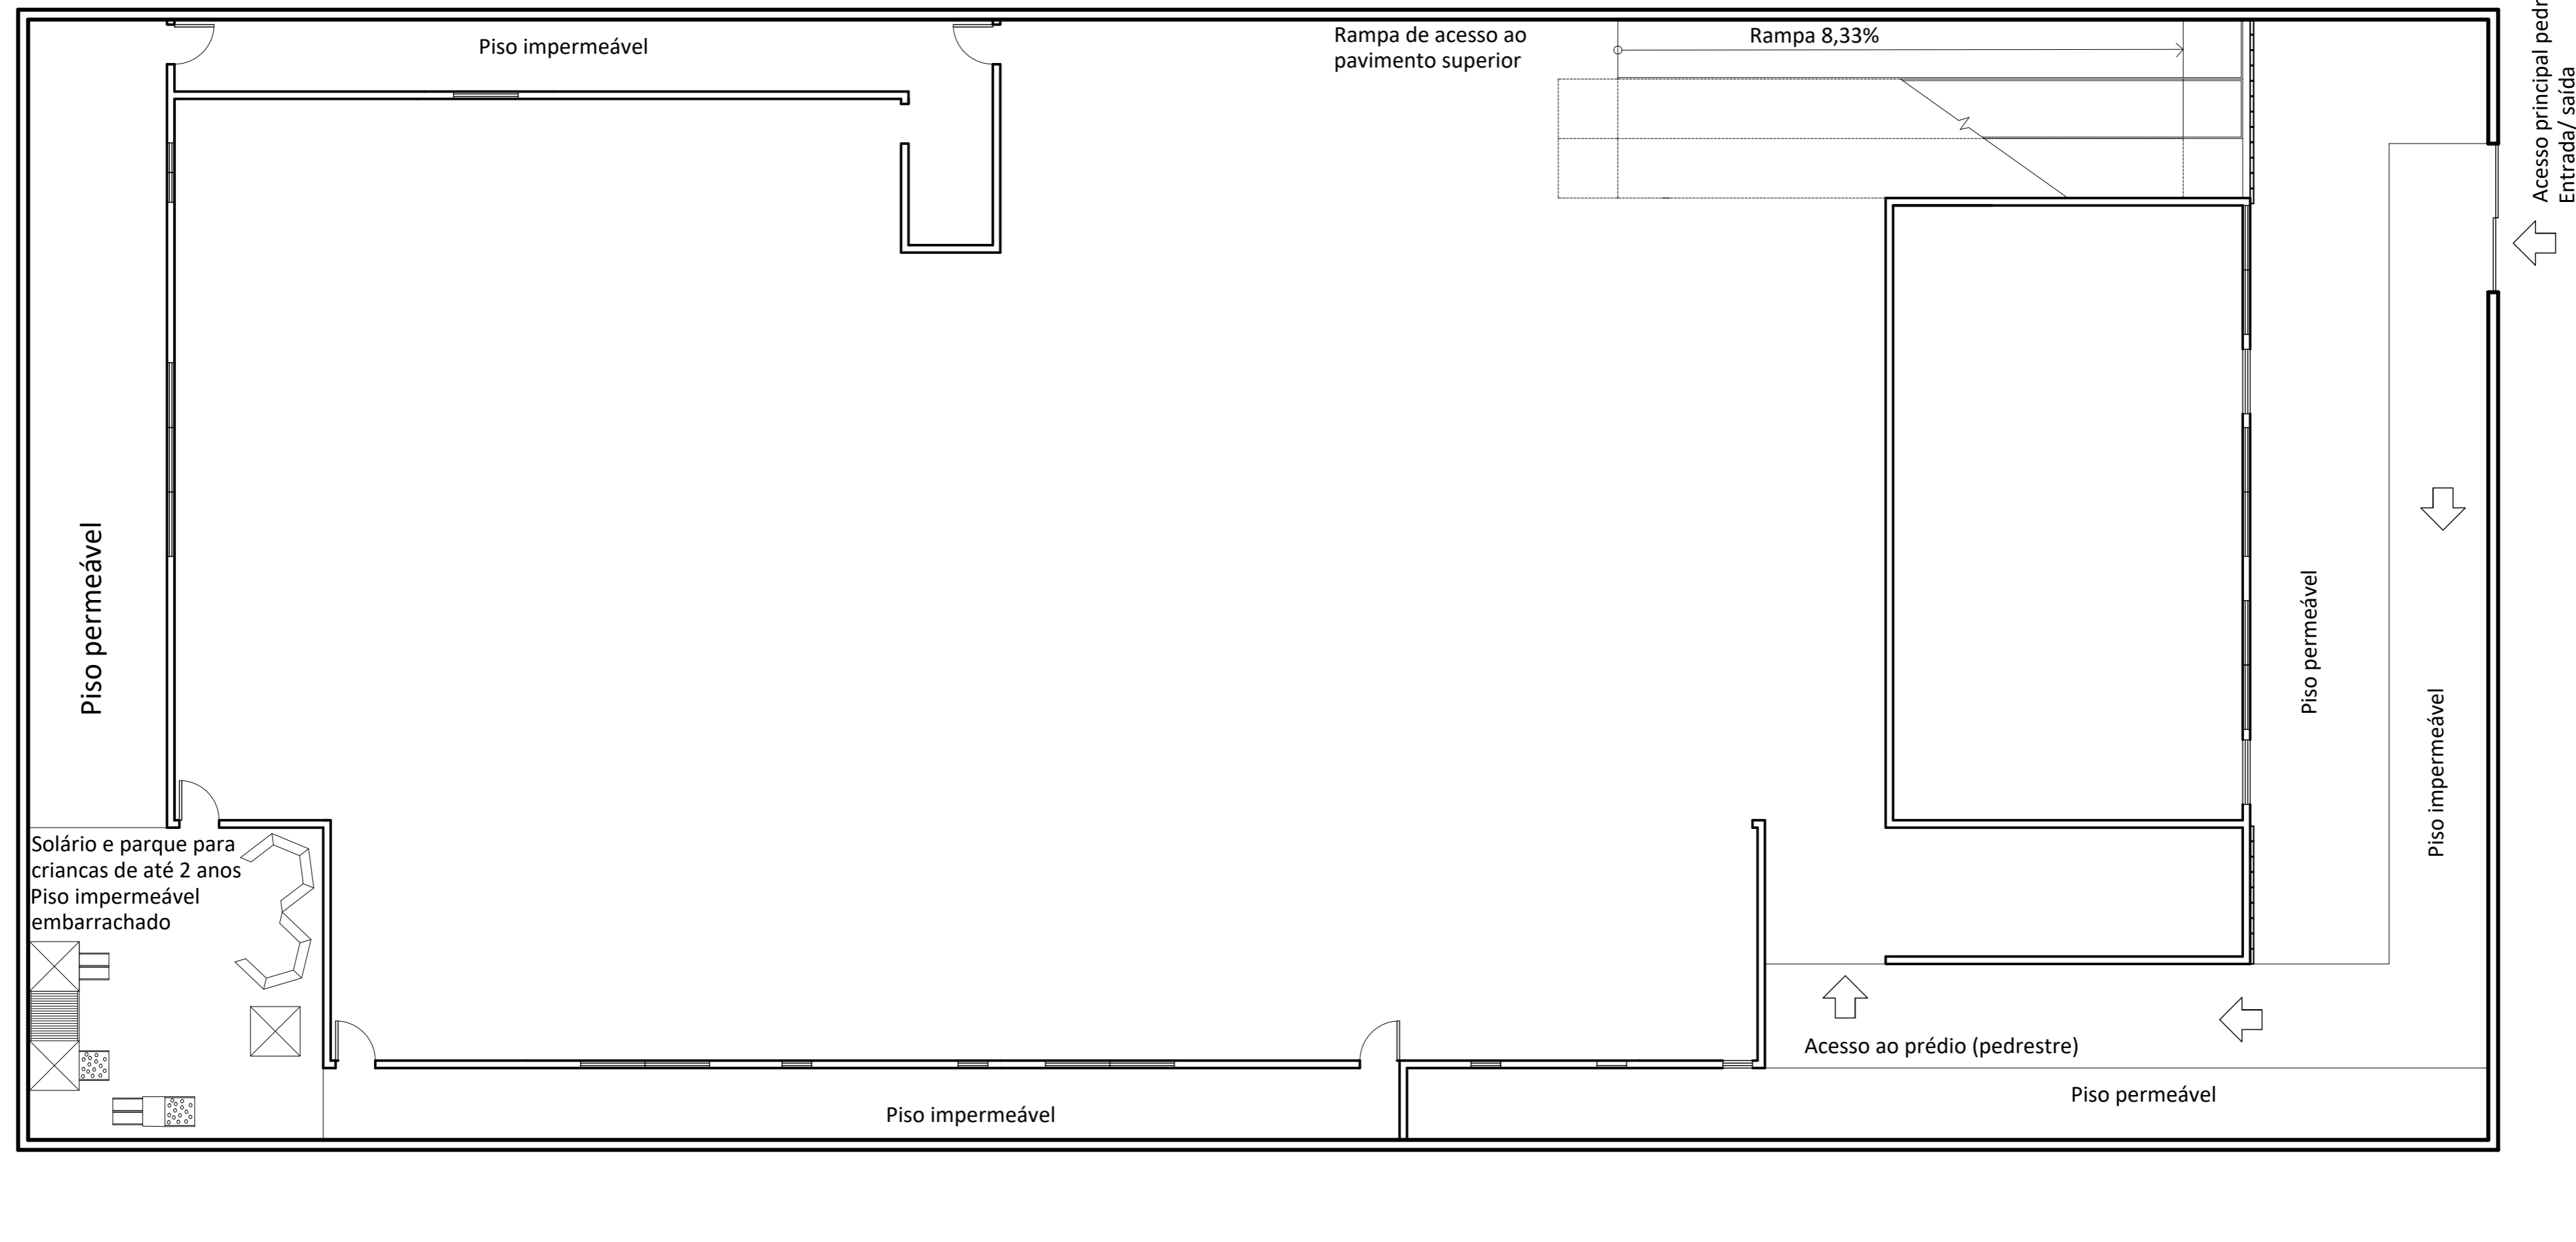 Piso impermeável
Rampa de acesso ao
pavimento superior
Rampa 8,33%
Acesso principal
Entrada/ saída
Piso permeável
Piso permeável
Piso impermeável
Solário e parque para
criancas de até 2 anos
Piso impermeável
embarrachado
Acesso ao prédio (pedrestre)
Piso permeável
Piso impermeável